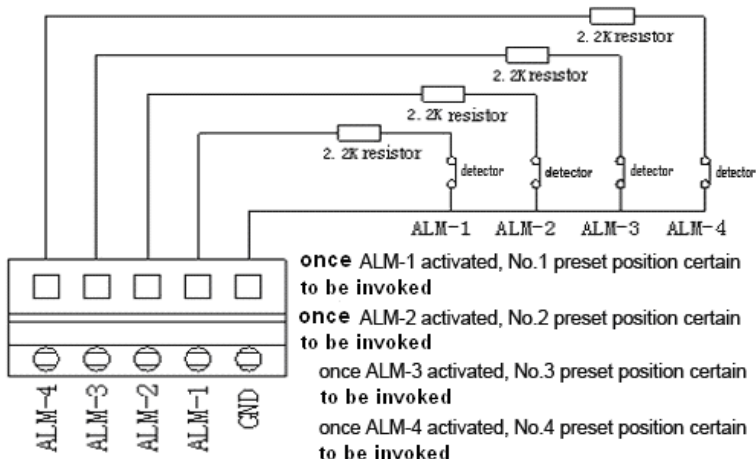 2.2K resistor
2.2K resistor
2.2K resistor
2.2K resistor
detector detector detector detector
ALM-1 ALM-2 ALM-3 ALM-4
once ALM-1 activated, No.1 preset position certain
to be invoked
once ALM-2 activated, No.2 preset position certain
to be invoked
once ALM-3 activated, No.3 preset position certain
to be invoked
once ALM-4 activated, No.4 preset position certain
to be invoked
ALM-4
ALM-3
ALM-2
ALM-1
GND